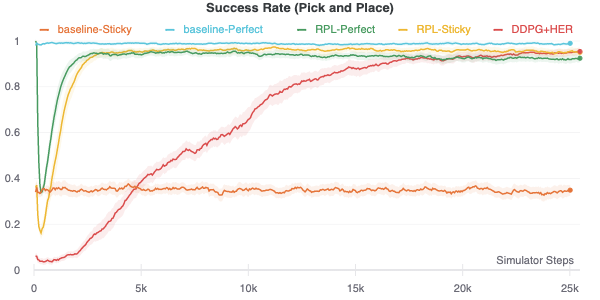 Success Rate (Pick and Place)
baseline-Sticky baseline-Perfect RPL-Perfect RPL-Sticky DDPG+HER
1
0.8
0.6
0.4
0.2
0
Simulator Steps
0 5k 10k 15k 20k 25k